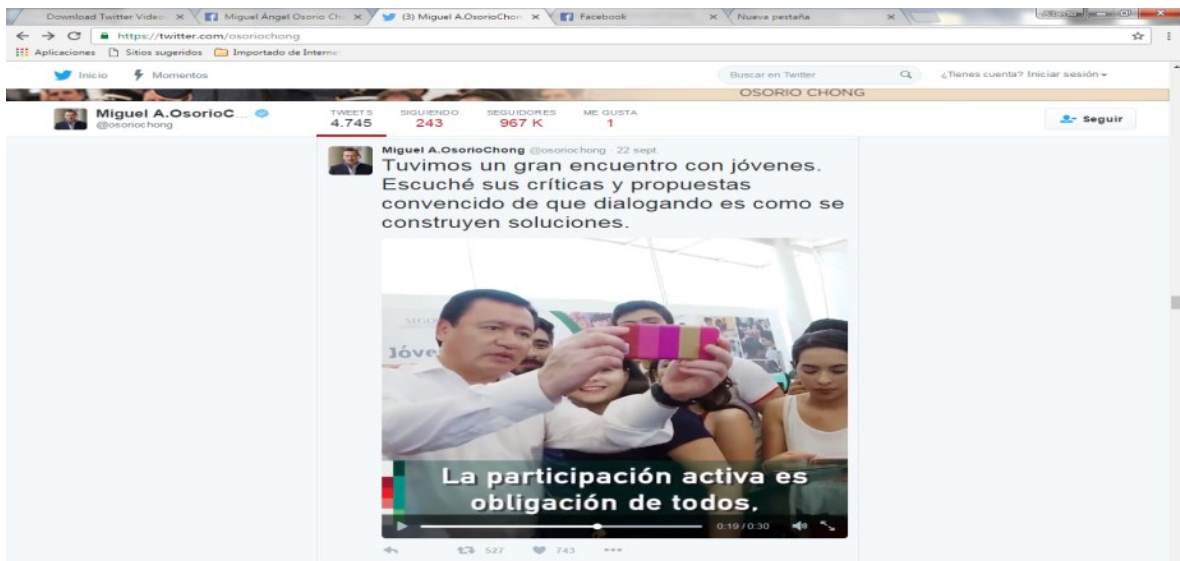 Download Twitter Video
Miguel Ángel Osorio Ch
(3) Miguel A.OsorioChon
Facebook
Nueva pestaña
https://twitter.com/osoriochong
Aplicaciones
Sitios sugeridos
Importado de Interne
Inicio
Momentos
Buscar en Twitter
¿Tienes cuenta? Iniciar sesión
OSORIO CHONG
Miguel A.OsorioC...
@osoriochong
TWEETS SIGUIENDO SEGUIDORES ME GUSTA
4.745 243 967 K 1
Seguir
Miguel A.OsorioChong @osoriochong · 22 sept.
Tuvimos un gran encuentro con jóvenes.
Escuché sus críticas y propuestas
convencido de que dialogando es como se
construyen soluciones.
SEGO
Jóve
La participación activa es
obligación de todos.
0:19 / 0:30
527 743